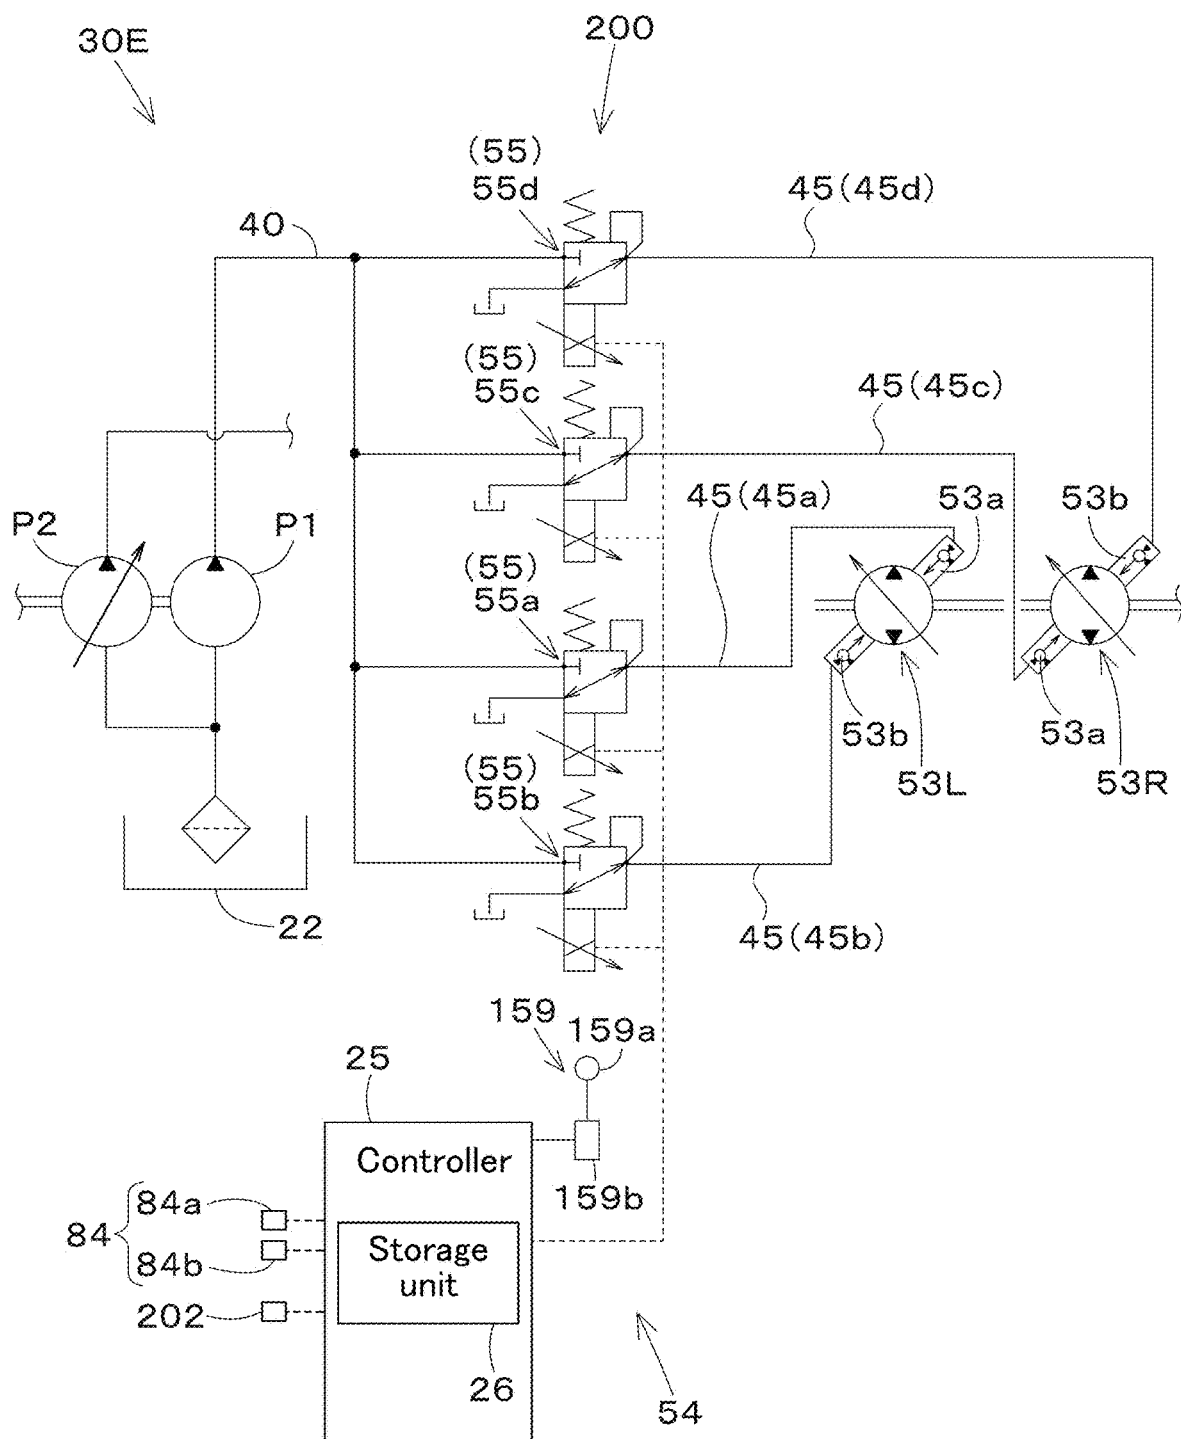 30E
200
(55)
55d
45(45d)
40
(55)
55c
45(45c)
45(45a)
53a
53b
P2
P1
(55)
55a
53b
53a
(55)
55b
53L
53R
22
45(45b)
159
159a
25
Controller
159b
84a
84
84b
Storage
unit
202
26
54